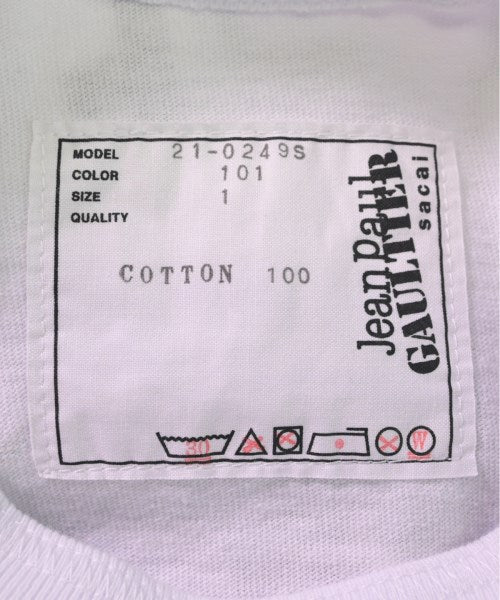 MODEL 21-0249S
COLOR 101
SIZE 1
QUALITY
COTTON 100
Jean Paul
GAULTIER
sacai
30
W